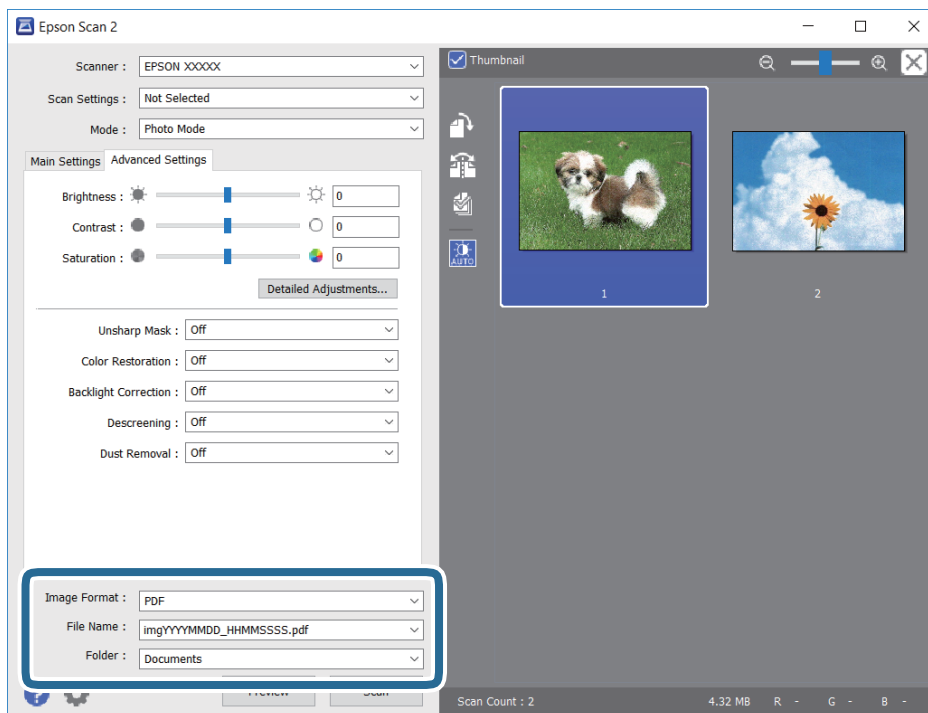 Epson Scan 2
Scanner : EPSON XXXXX
Scan Settings : Not Selected
Mode : Photo Mode
Main Settings Advanced Settings
Brightness : 0
Contrast : 0
Saturation : 0
Detailed Adjustments...
Unsharp Mask : Off
Color Restoration : Off
Backlight Correction : Off
Descreening : Off
Dust Removal : Off
Image Format : PDF
File Name : imgYYYYMMDD_HHMMSSSS.pdf
Folder : Documents
Preview Scan
Thumbnail
AUTO
1 2
Scan Count : 2 4.32 MB R - G - B -